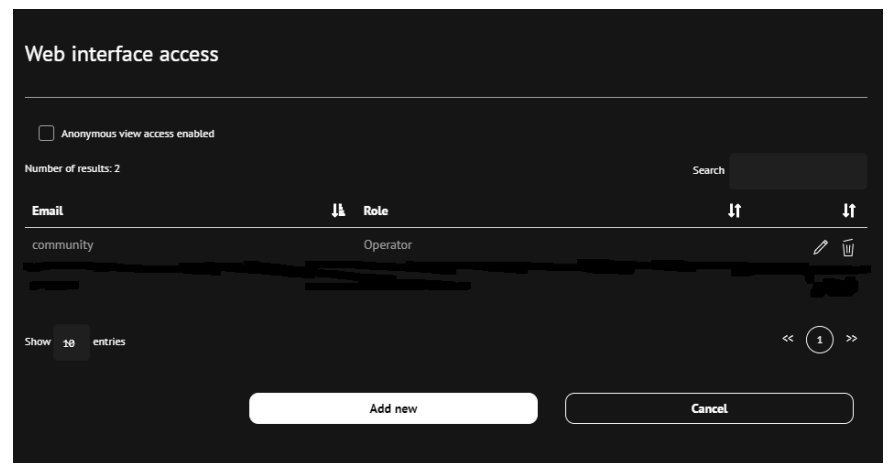 Web interface access
Anonymous view access enabled
Number of results: 2
Search
Email Role
community Operator
Show 10 entries
<< 1 >>
Add new Cancel